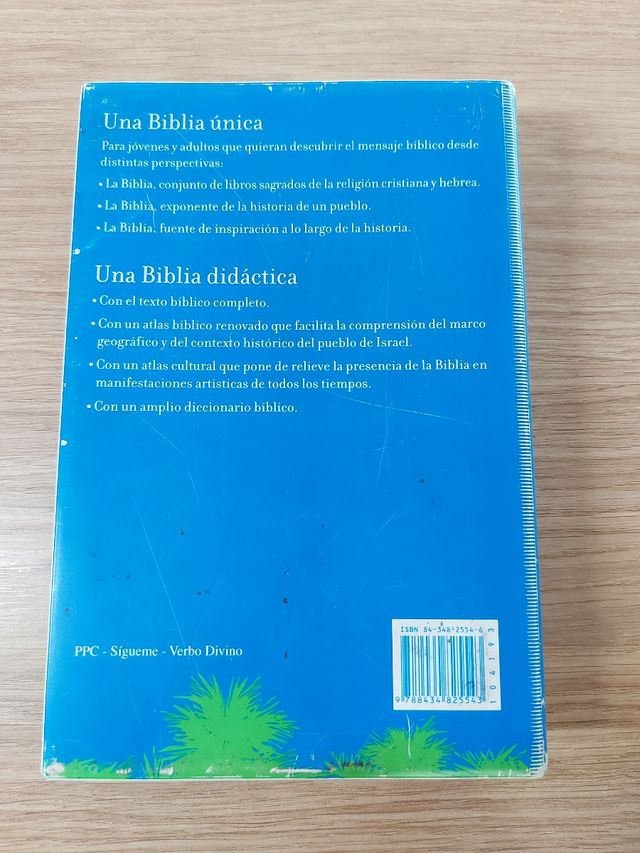 Una Biblia única
Para jóvenes y adultos que quieran descubrir el mensaje bíblico desde
distintas perspectivas:
• La Biblia, conjunto de libros sagrados de la religión cristiana y hebrea.
• La Biblia, exponente de la historia de un pueblo.
• La Biblia, fuente de inspiración a lo largo de la historia.
Una Biblia didáctica
• Con el texto bíblico completo.
• Con un atlas bíblico renovado que facilita la comprensión del marco
geográfico y del contexto histórico del pueblo de Israel.
• Con un atlas cultural que pone de relieve la presencia de la Biblia en
manifestaciones artísticas de todos los tiempos.
• Con un amplio diccionario bíblico.
PPC - Sígueme - Verbo Divino
ISBN 84-348-2554-6
9 788434 825543
104193